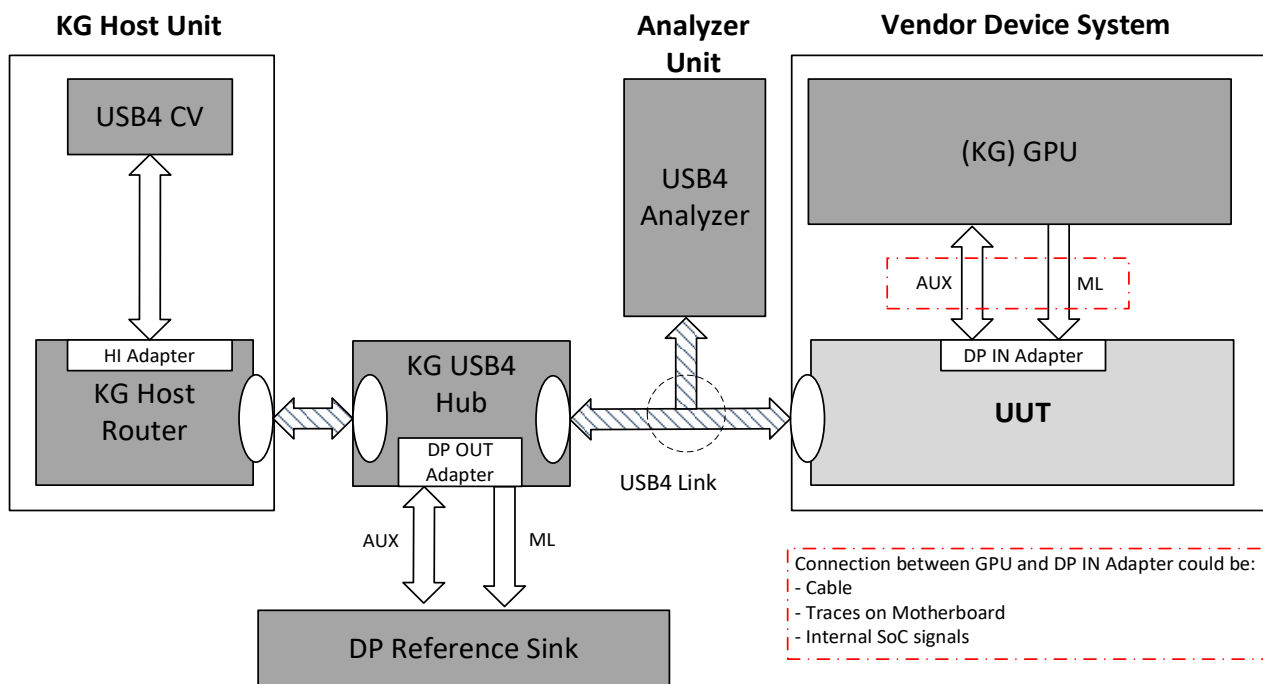 KG Host Unit
USB4 CV
HI Adapter
KG Host
Router
KG USB4
Hub
DP OUT
Adapter
AUX
ML
DP Reference Sink
Analyzer
Unit
USB4
Analyzer
USB4 Link
Vendor Device System
(KG) GPU
AUX
ML
DP IN Adapter
UUT
Connection between GPU and DP IN Adapter could be:
- Cable
- Traces on Motherboard
- Internal SoC signals